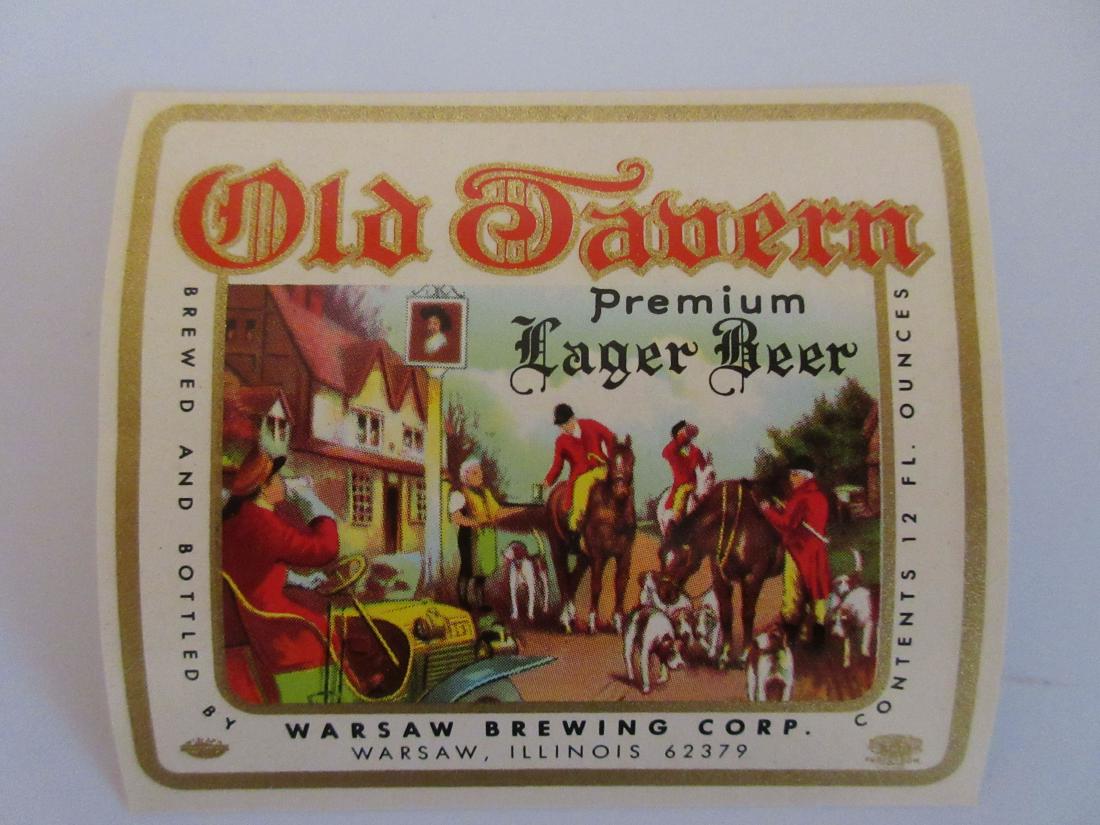 Old Tavern
Premium
Lager Beer
BREWED AND BOTTLED BY
WARSAW BREWING CORP.
WARSAW, ILLINOIS 62379
CONTENTS 12 FL. OUNCES